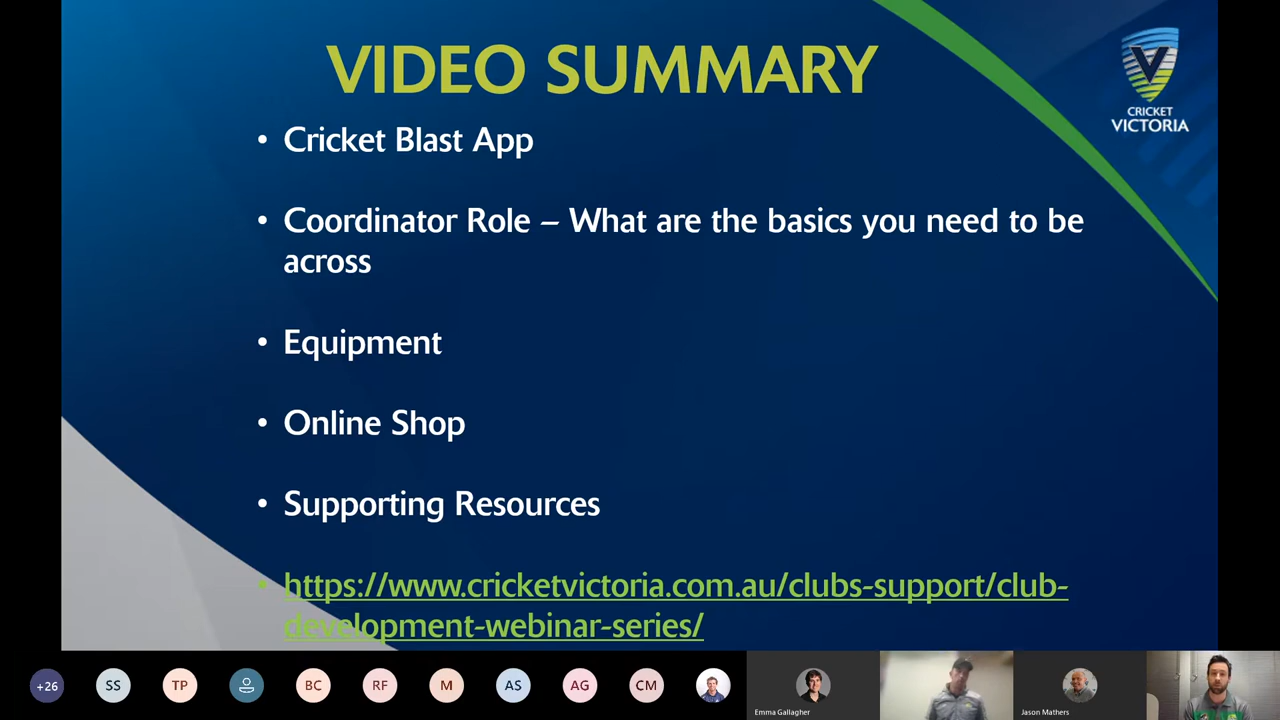 VIDEO SUMMARY
CRICKET
VICTORIA
• Cricket Blast App
• Coordinator Role – What are the basics you need to be
across
• Equipment
• Online Shop
• Supporting Resources
• https://www.cricketvictoria.com.au/clubs-support/club-
development-webinar-series/
+26 SS TP BC RF M AS AG CM
Emma Gallagher
Jason Mathers